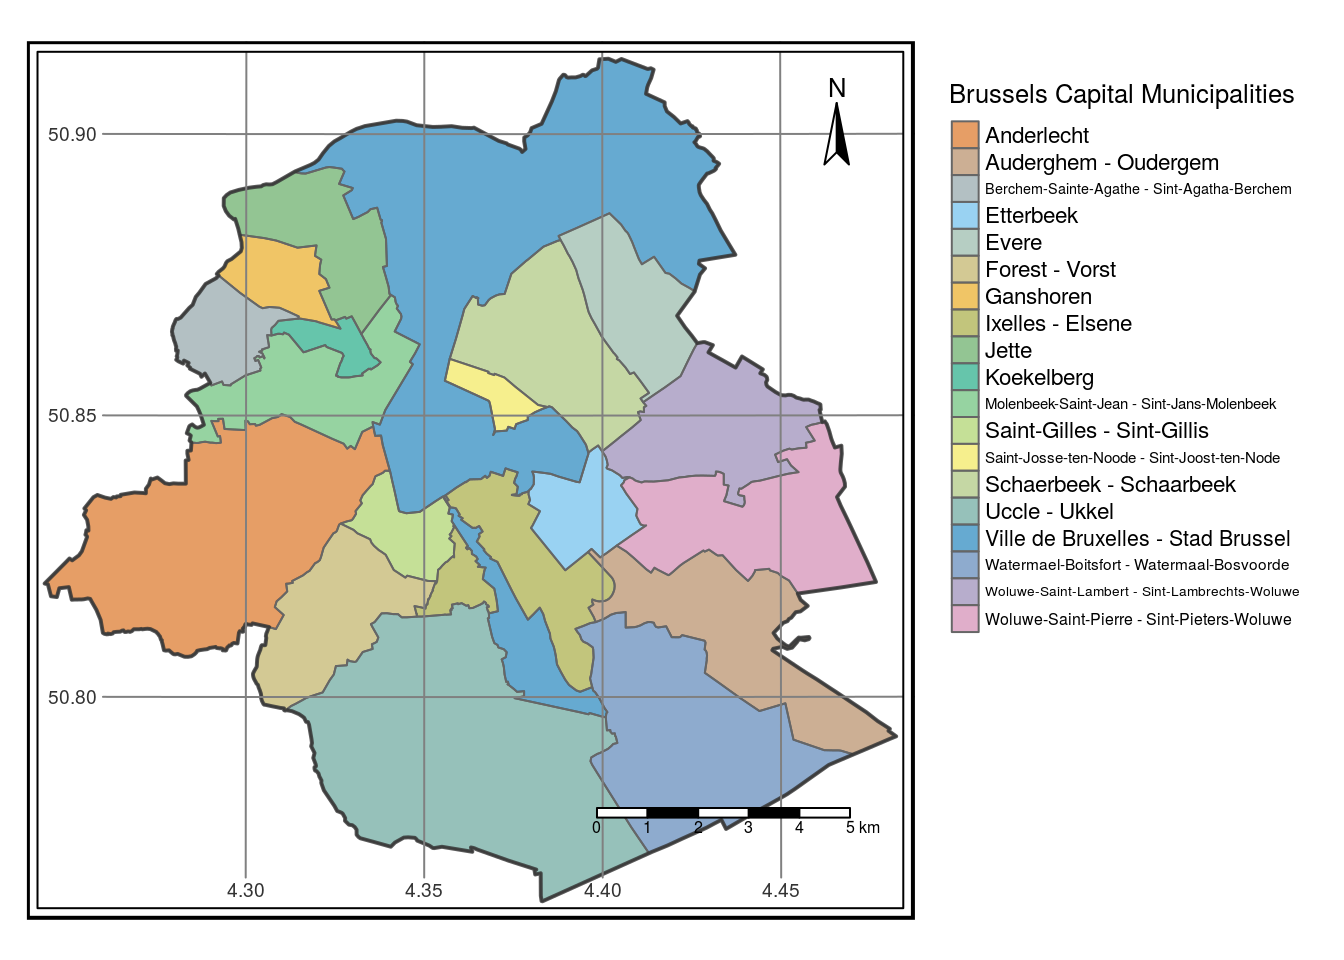 Brussels Capital Municipalities
Anderlecht
Auderghem - Oudergem
Berchem-Sainte-Agathe - Sint-Agatha-Berchem
Etterbeek
Evere
Forest - Vorst
Ganshoren
Ixelles - Elsene
Jette
Koekelberg
Molenbeek-Saint-Jean - Sint-Jans-Molenbeek
Saint-Gilles - Sint-Gillis
Saint-Josse-ten-Noode - Sint-Joost-ten-Node
Schaerbeek - Schaarbeek
Uccle - Ukkel
Ville de Bruxelles - Stad Brussel
Watermael-Boitsfort - Watermaal-Bosvoorde
Woluwe-Saint-Lambert - Sint-Lambrechts-Woluwe
Woluwe-Saint-Pierre - Sint-Pieters-Woluwe
N
50.90
50.85
50.80
0 1 2 3 4 5 km
4.30 4.35 4.40 4.45